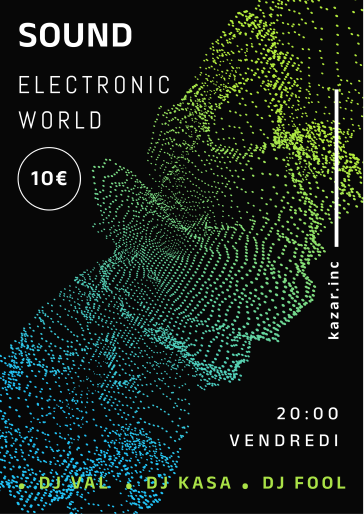 SOUND
ELECTRONIC
WORLD
10€
kazar.inc
20:00
VENDREDI
. DJ VAL . DJ KASA . DJ FOOL